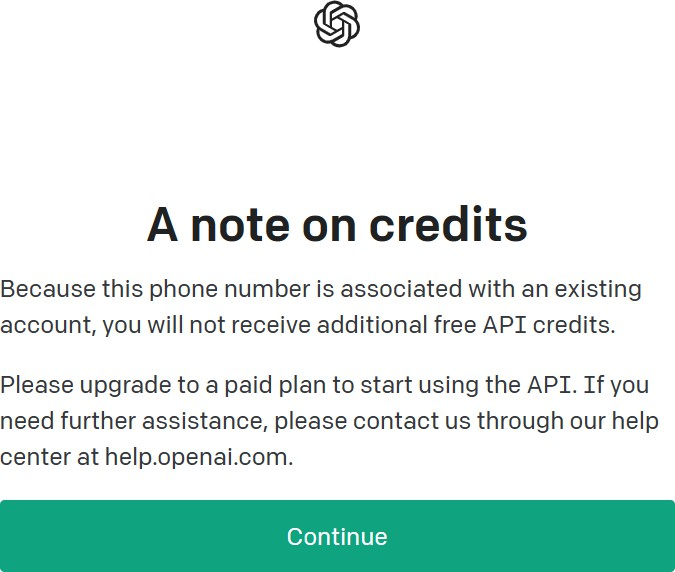 A note on credits
Because this phone number is associated with an existing
account, you will not receive additional free API credits.
Please upgrade to a paid plan to start using the API. If you
need further assistance, please contact us through our help
center at help.openai.com.
Continue